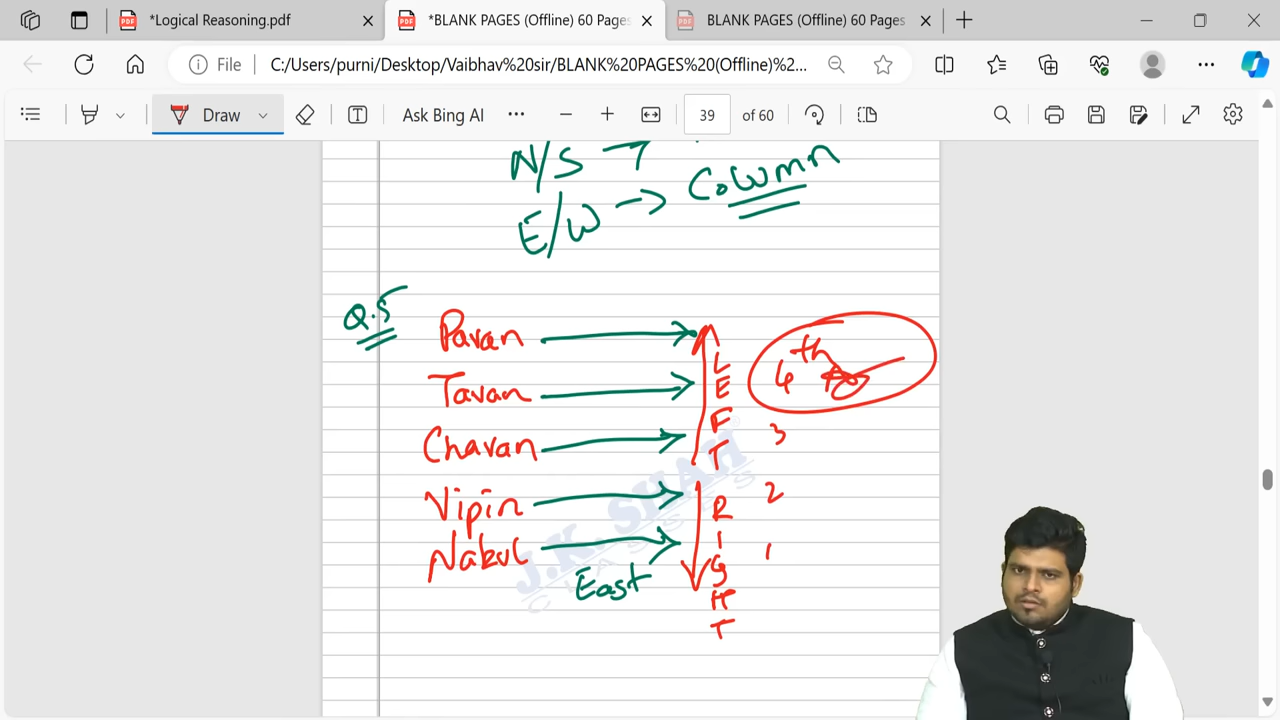 *Logical Reasoning.pdf
*BLANK PAGES (Offline) 60 Pages
BLANK PAGES (Offline) 60 Pages
File
C:/Users/purni/Desktop/Vaibhav%20sir/BLANK%20PAGES%20(Offline)%2...
Draw
Ask Bing AI
39
of 60
N/S →
E/W → Column
Q.5
Pavan
Tavan
Chavan
Vipin
Nakul
East
LEFT
RIGHT
4th
3
2
1
J.K. SHAH
CLASSES